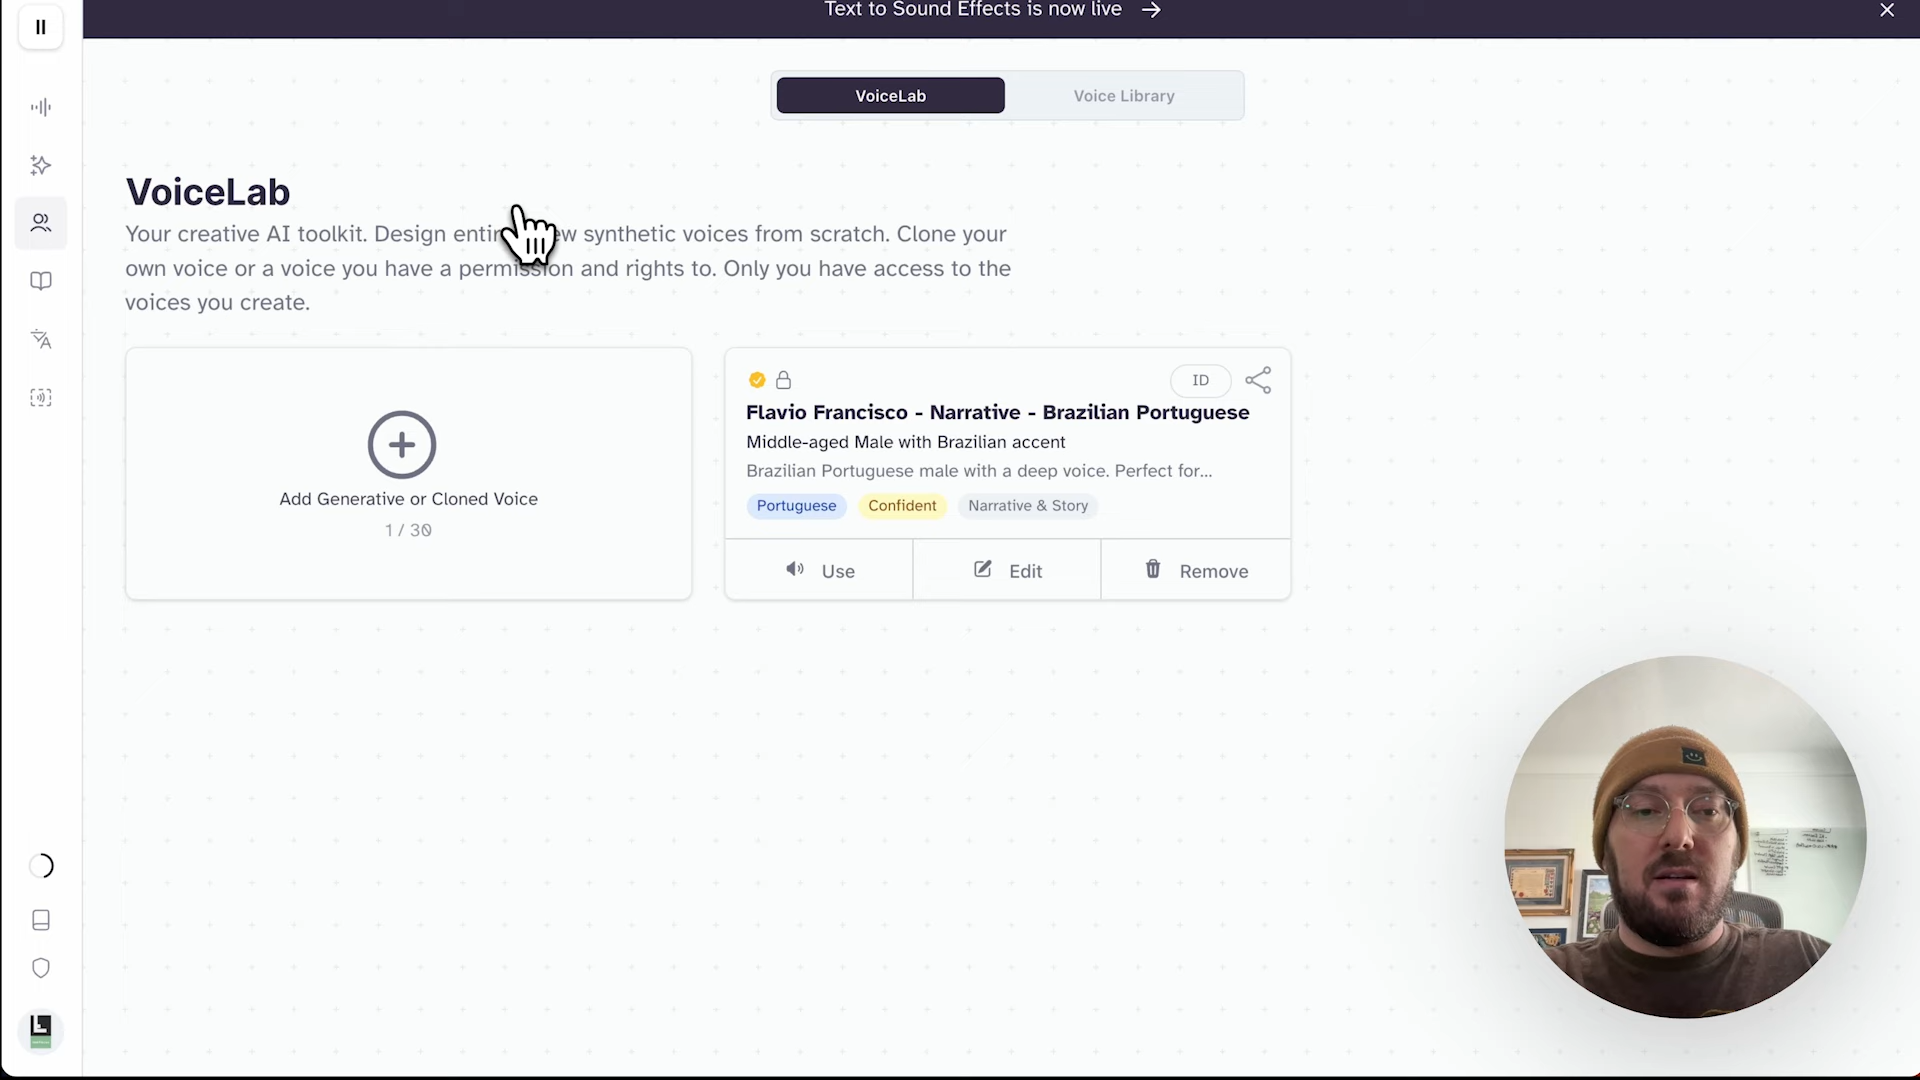 Text to Sound Effects is now live →
VoiceLab
Voice Library
VoiceLab
Your creative AI toolkit. Design synthetic voices from scratch. Clone your
own voice or a voice you have a permission and rights to. Only you have access to the
voices you create.
Add Generative or Cloned Voice
1 / 30
ID
Flavio Francisco - Narrative - Brazilian Portuguese
Middle-aged Male with Brazilian accent
Brazilian Portuguese male with a deep voice. Perfect for...
Portuguese
Confident
Narrative & Story
Use
Edit
Remove